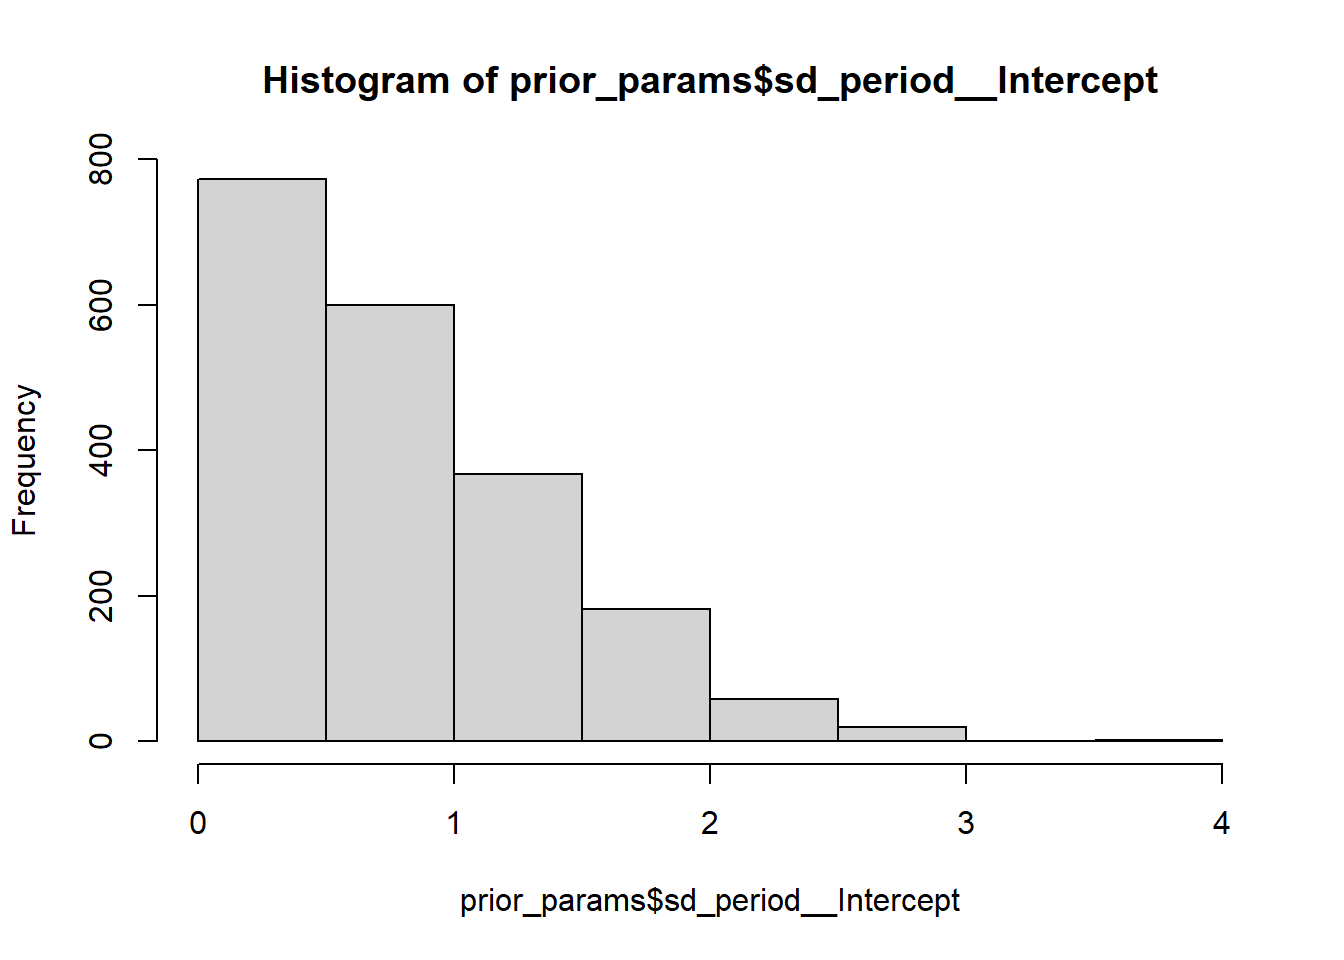 Histogram of prior_params$sd_period__Intercept
800
600
400
200
0
Frequency
0 1 2 3 4
prior_params$sd_period__Intercept